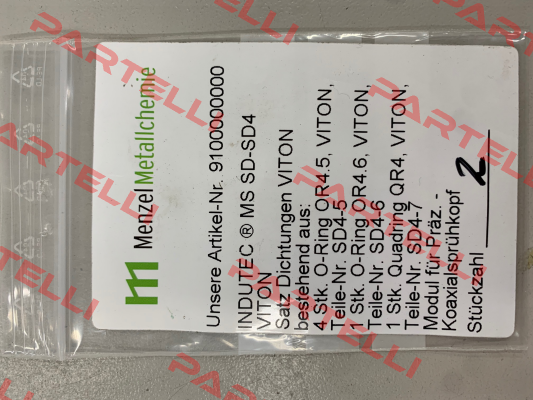 Menzel Metallchemie
Unsere Artikel-Nr. 9100000000
INDUTEC ® MS SD-SD4
VITON
Satz Dichtungen VITON
bestehend aus:
4 Stk. O-Ring OR4.5, VITON,
Teile-Nr. SD4-5
1 Stk. O-Ring OR4.6, VITON,
Teile-Nr. SD4-6
1 Stk. Quadring QR4, VITON,
Teile-Nr. SD4-7
Modul für Präz. -
Koaxialsprühkopf
Stückzahl 2
PARTELLI
PARTELLI
PARTELLI
PARTELLI
PARTELLI